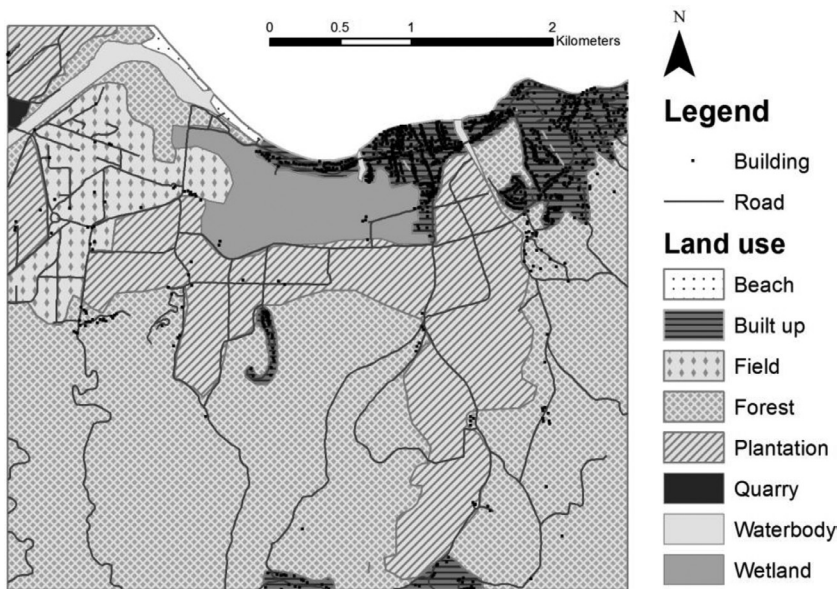 0 0.5 1 2
Kilometers
N
Legend
Building
Road
Land use
Beach
Built up
Field
Forest
Plantation
Quarry
Waterbody
Wetland